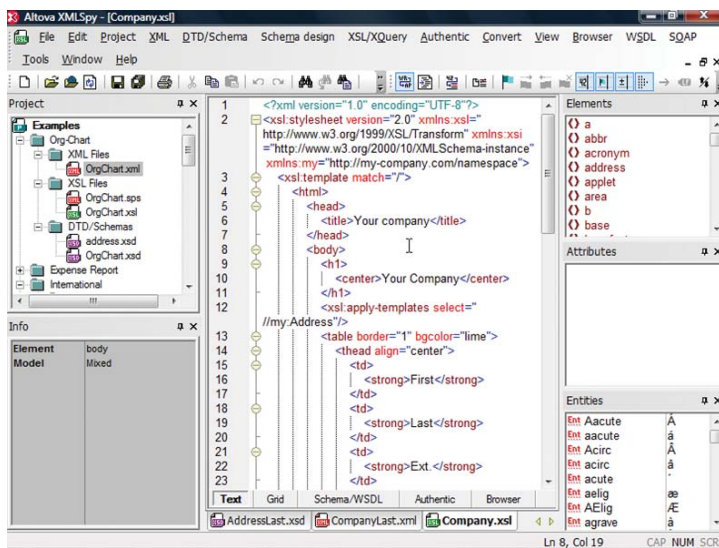 Altova XMLSpy - [Company.xsl]
File Edit Project XML DTD/Schema Schema design XSL/XQuery Authentic Convert View Browser WSDL SOAP
Tools Window Help
Project
Examples
Org-Chart
XML Files
OrgChart.xml
XSL Files
OrgChart.sps
OrgChart.xsl
DTD/Schemas
address.xsd
OrgChart.xsd
Expense Report
International
Info
Element body
Model Mixed
1 <?xml version="1.0" encoding="UTF-8"?>
2 <xsl:stylesheet version="2.0" xmlns:xsl="
http://www.w3.org/1999/XSL/Transform" xmlns:xsi
="http://www.w3.org/2000/10/XMLSchema-instance"
xmlns:my="http://my-company.com/namespace">
3 <xsl:template match="/">
4 <html>
5 <head>
6 <title>Your company</title>
7 </head>
8 <body>
9 <h1>
10 <center>Your Company</center>
11 </h1>
12 <xsl:apply-templates select="
//my:Address"/>
13 <table border="1" bgcolor="lime">
14 <thead align="center">
15 <td>
16 <strong>First</strong>
17 </td>
18 <td>
19 <strong>Last</strong>
20 </td>
21 <td>
22 <strong>Ext.</strong>
23 </td>
Text Grid Schema/WSDL Authentic Browser
AddressLast.xsd CompanyLast.xml Company.xsl
Elements
a
abbr
acronym
address
applet
area
b
base
Attributes
Entities
Ent Aacute Á
Ent aacute á
Ent Acirc Â
Ent acirc â
Ent acute ´
Ent aelig æ
Ent AElig Æ
Ent agrave à
Ln 8, Col 19 CAP NUM SCR